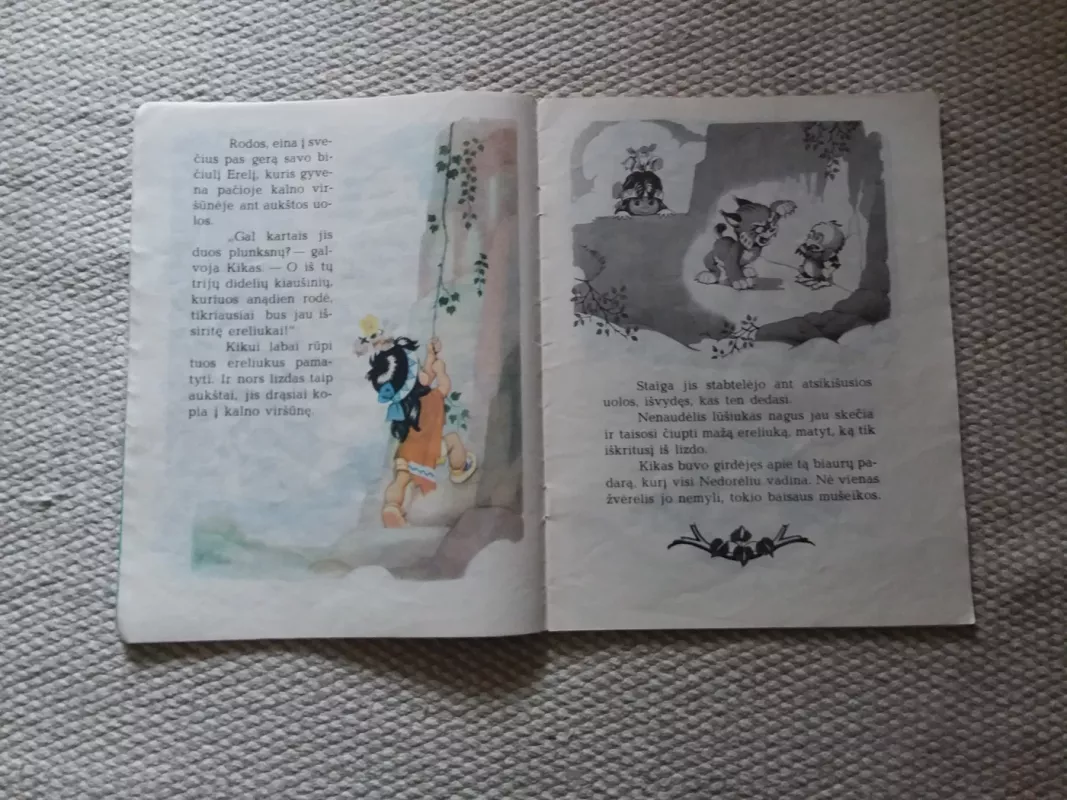 Rodos, eina į sve-
čius pas gerą savo bi-
čiulį Erelį, kuris gyve-
na pačioje kalno vir-
šūnėje ant aukštos uo-
los.
„Gal kartais jis
duos plunksnų? — gal-
voja Kikas. — O iš tų
trijų didelių kiaušinių,
kuriuos anądien rodė,
tikriausiai bus jau iš-
siritę ereliukai!"
Kikui labai rūpi
tuos ereliukus pama-
tyti. Ir nors lizdas taip
aukštai, jis drąsiai ko-
pia į kalno viršūnę.
Staiga jis stabtelėjo ant atsikišusios
uolos, išvydęs, kas ten dedasi.
Nenaudėlis lūšiukas nagus jau skečia
ir taisosi čiupti mažą ereliuką, matyt, ką tik
iškritusį iš lizdo.
Kikas buvo girdėjęs apie tą biaurų pa-
darą, kurį visi Nedorėliu vadina. Nė vienas
žvėrelis jo nemyli, tokio baisaus mušeikos.